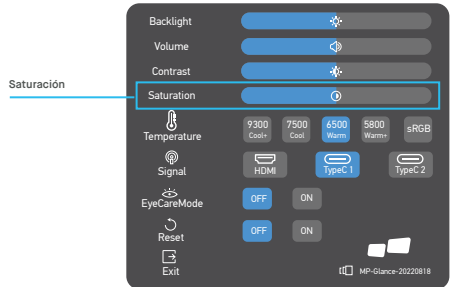 Backlight
Volume
Contrast
Saturación
Saturation
Temperature
9300 7500 6500 5800 sRGB
Cool+ Cool Warm Warm+
Signal
HDMI TypeC 1 TypeC 2
EyeCareMode
OFF ON
Reset
OFF ON
Exit
MP-Glance-20220818